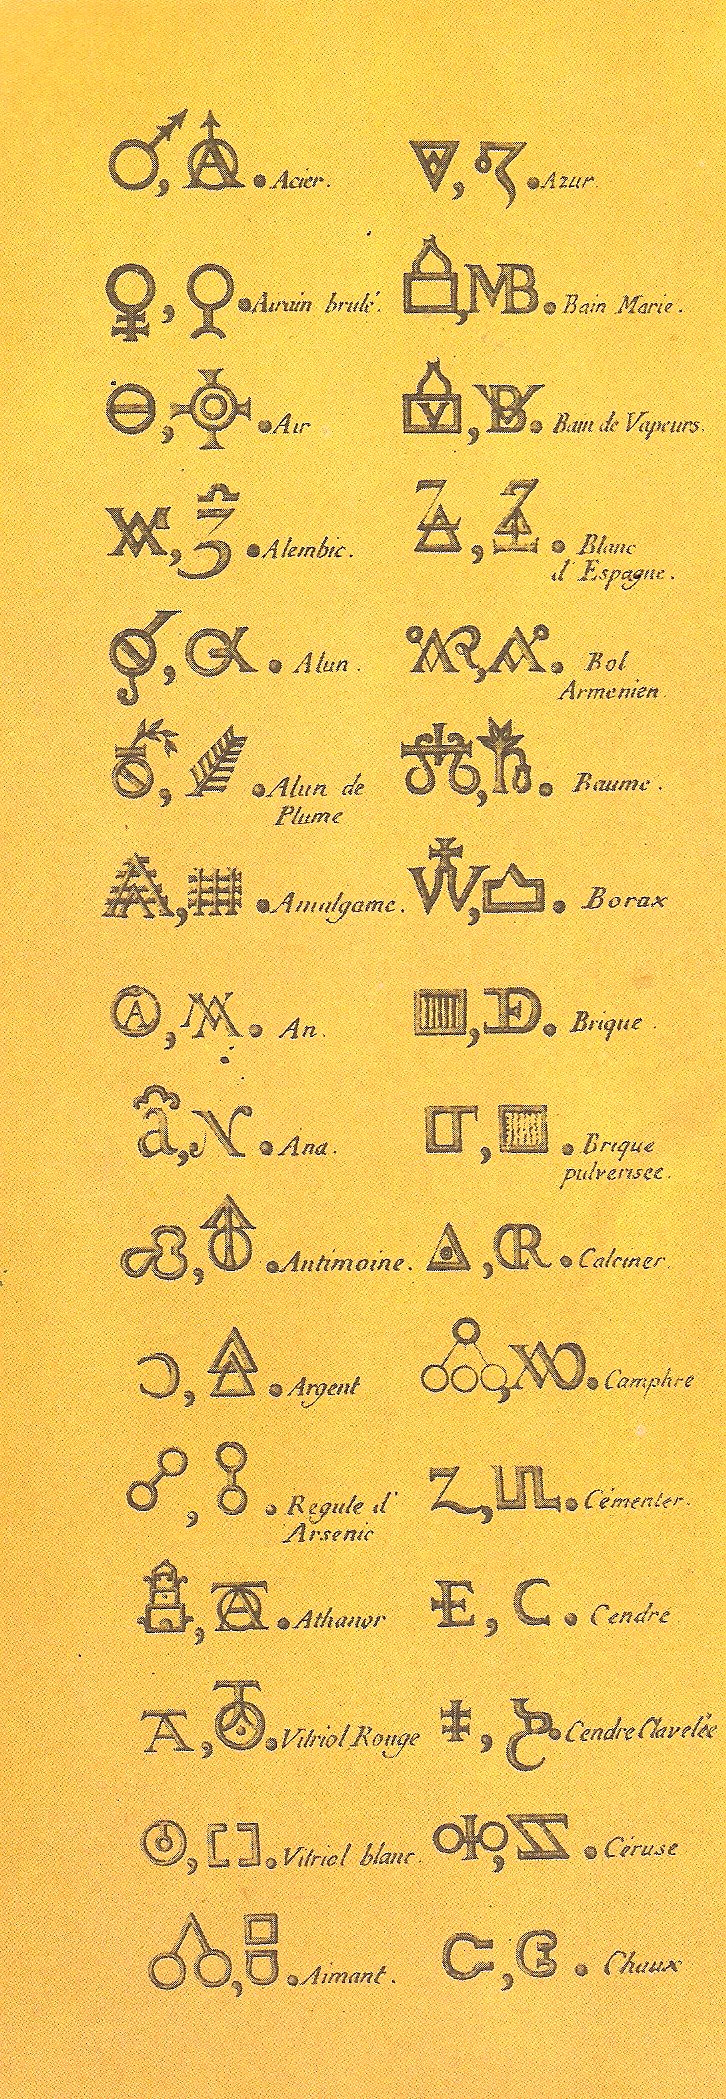 Acier.
Airain brulé.
Air
Alembic.
Alun.
Alun de
Plume
Amalgame.
An.
Ana.
Antimoine.
Argent
Regule d'
Arsenic
Athanor
Vitriol Rouge
Vitriol blanc.
Aimant.
Azur.
MB. Bain Marie.
Bain de Vapeurs.
Blanc
d'Espagne.
Bol
Armenien.
Baume.
Borax
Brique.
Brique
pulverisee.
Calciner.
Camphre
Cémenter.
E, C. Cendre
Cendre Clavelée
Céruse
Chaux